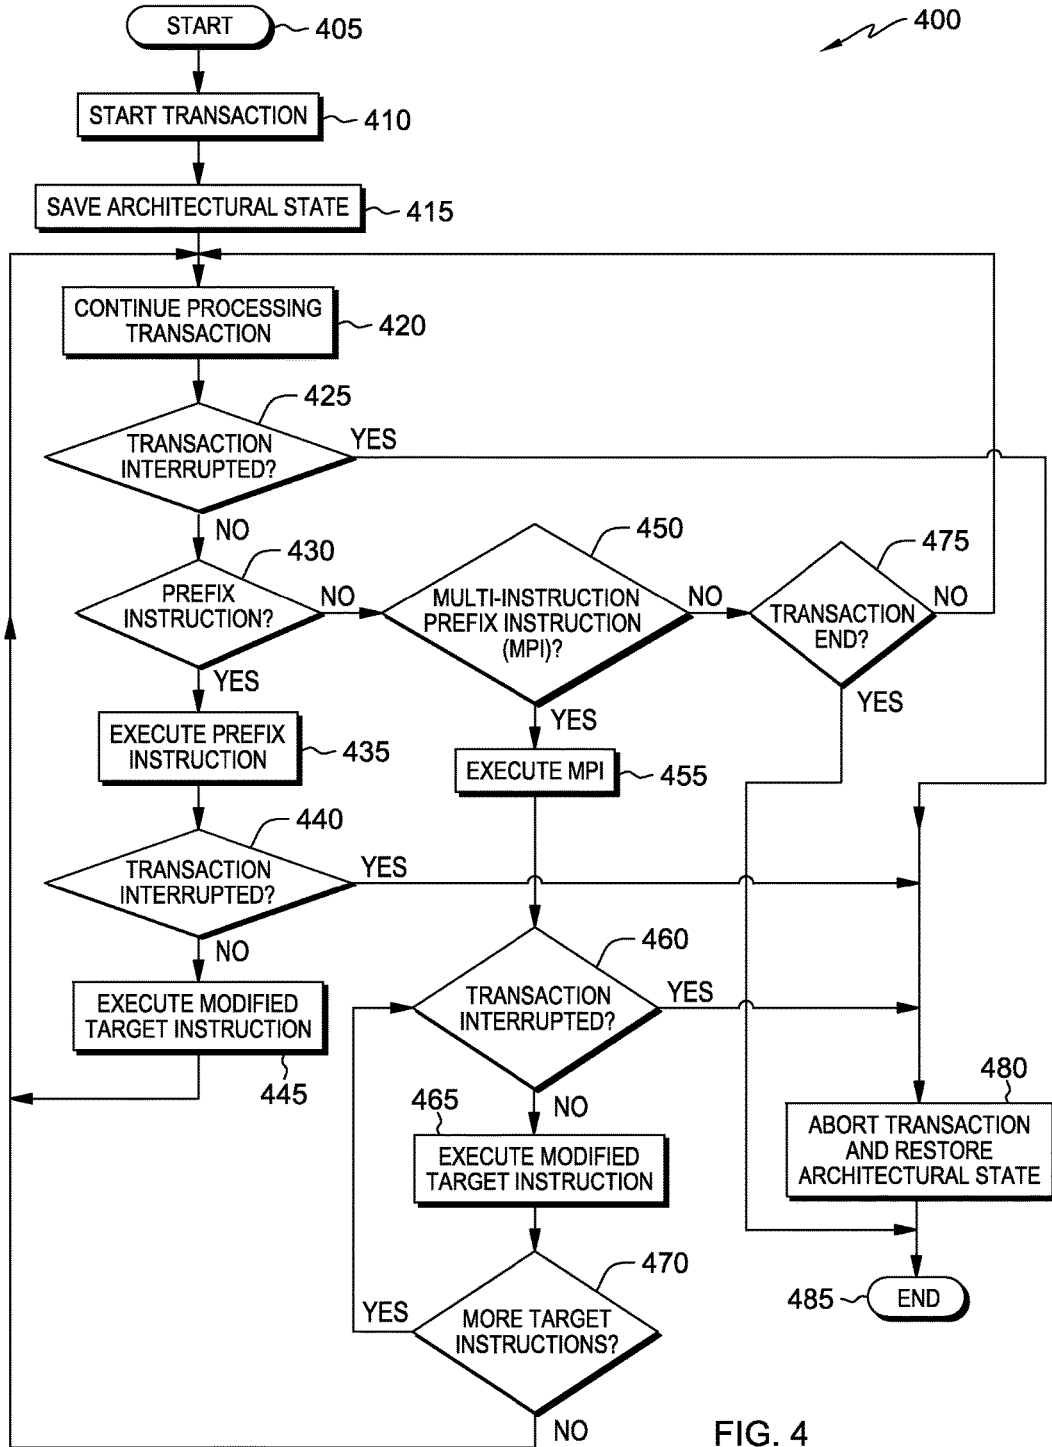 START
405
400
START TRANSACTION
410
SAVE ARCHITECTURAL STATE
415
CONTINUE PROCESSING
TRANSACTION
420
425
TRANSACTION
INTERRUPTED?
YES
NO
430
PREFIX
INSTRUCTION?
NO
YES
450
MULTI-INSTRUCTION
PREFIX INSTRUCTION
(MPI)?
NO
YES
475
TRANSACTION
END?
NO
YES
EXECUTE PREFIX
INSTRUCTION
435
EXECUTE MPI
455
440
TRANSACTION
INTERRUPTED?
YES
NO
EXECUTE MODIFIED
TARGET INSTRUCTION
445
460
TRANSACTION
INTERRUPTED?
YES
NO
465
EXECUTE MODIFIED
TARGET INSTRUCTION
470
MORE TARGET
INSTRUCTIONS?
YES
NO
480
ABORT TRANSACTION
AND RESTORE
ARCHITECTURAL STATE
485
END
FIG. 4